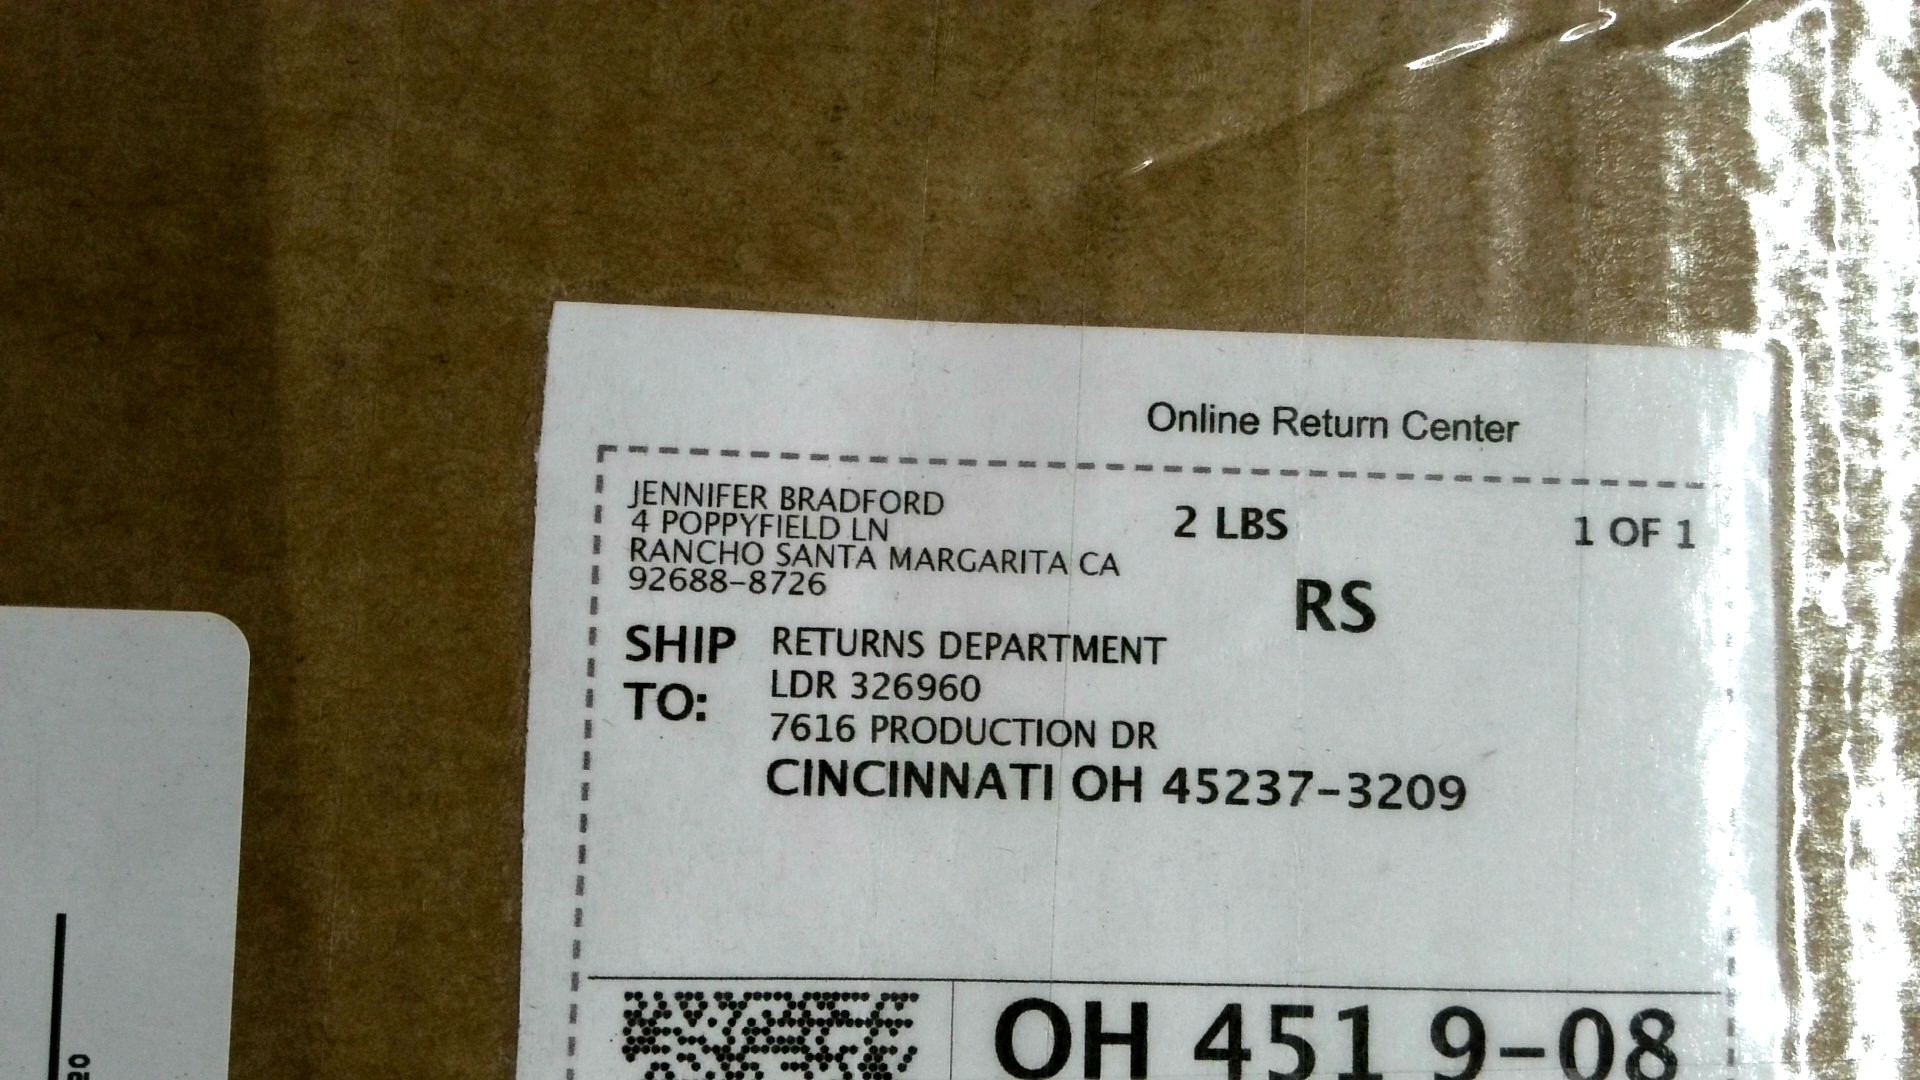 Online Return Center
JENNIFER BRADFORD
4 POPPYFIELD LN
RANCHO SANTA MARGARITA CA
92688-8726
2 LBS
1 OF 1
RS
SHIP TO:
RETURNS DEPARTMENT
LDR 326960
7616 PRODUCTION DR
CINCINNATI OH 45237-3209
OH 451 9-08